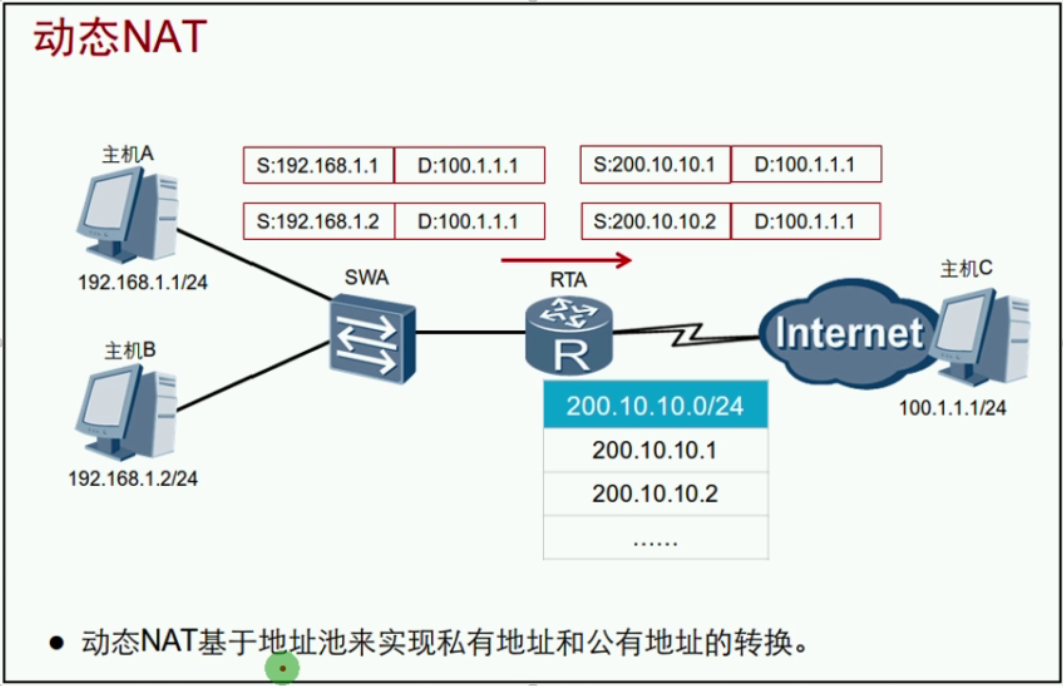 动态NAT
主机A
S:192.168.1.1 D:100.1.1.1
S:200.10.10.1 D:100.1.1.1
S:192.168.1.2 D:100.1.1.1
S:200.10.10.2 D:100.1.1.1
192.168.1.1/24
SWA
RTA
主机C
主机B
R
Internet
100.1.1.1/24
192.168.1.2/24
200.10.10.0/24
200.10.10.1
200.10.10.2
……
● 动态NAT基于地址池来实现私有地址和公有地址的转换。